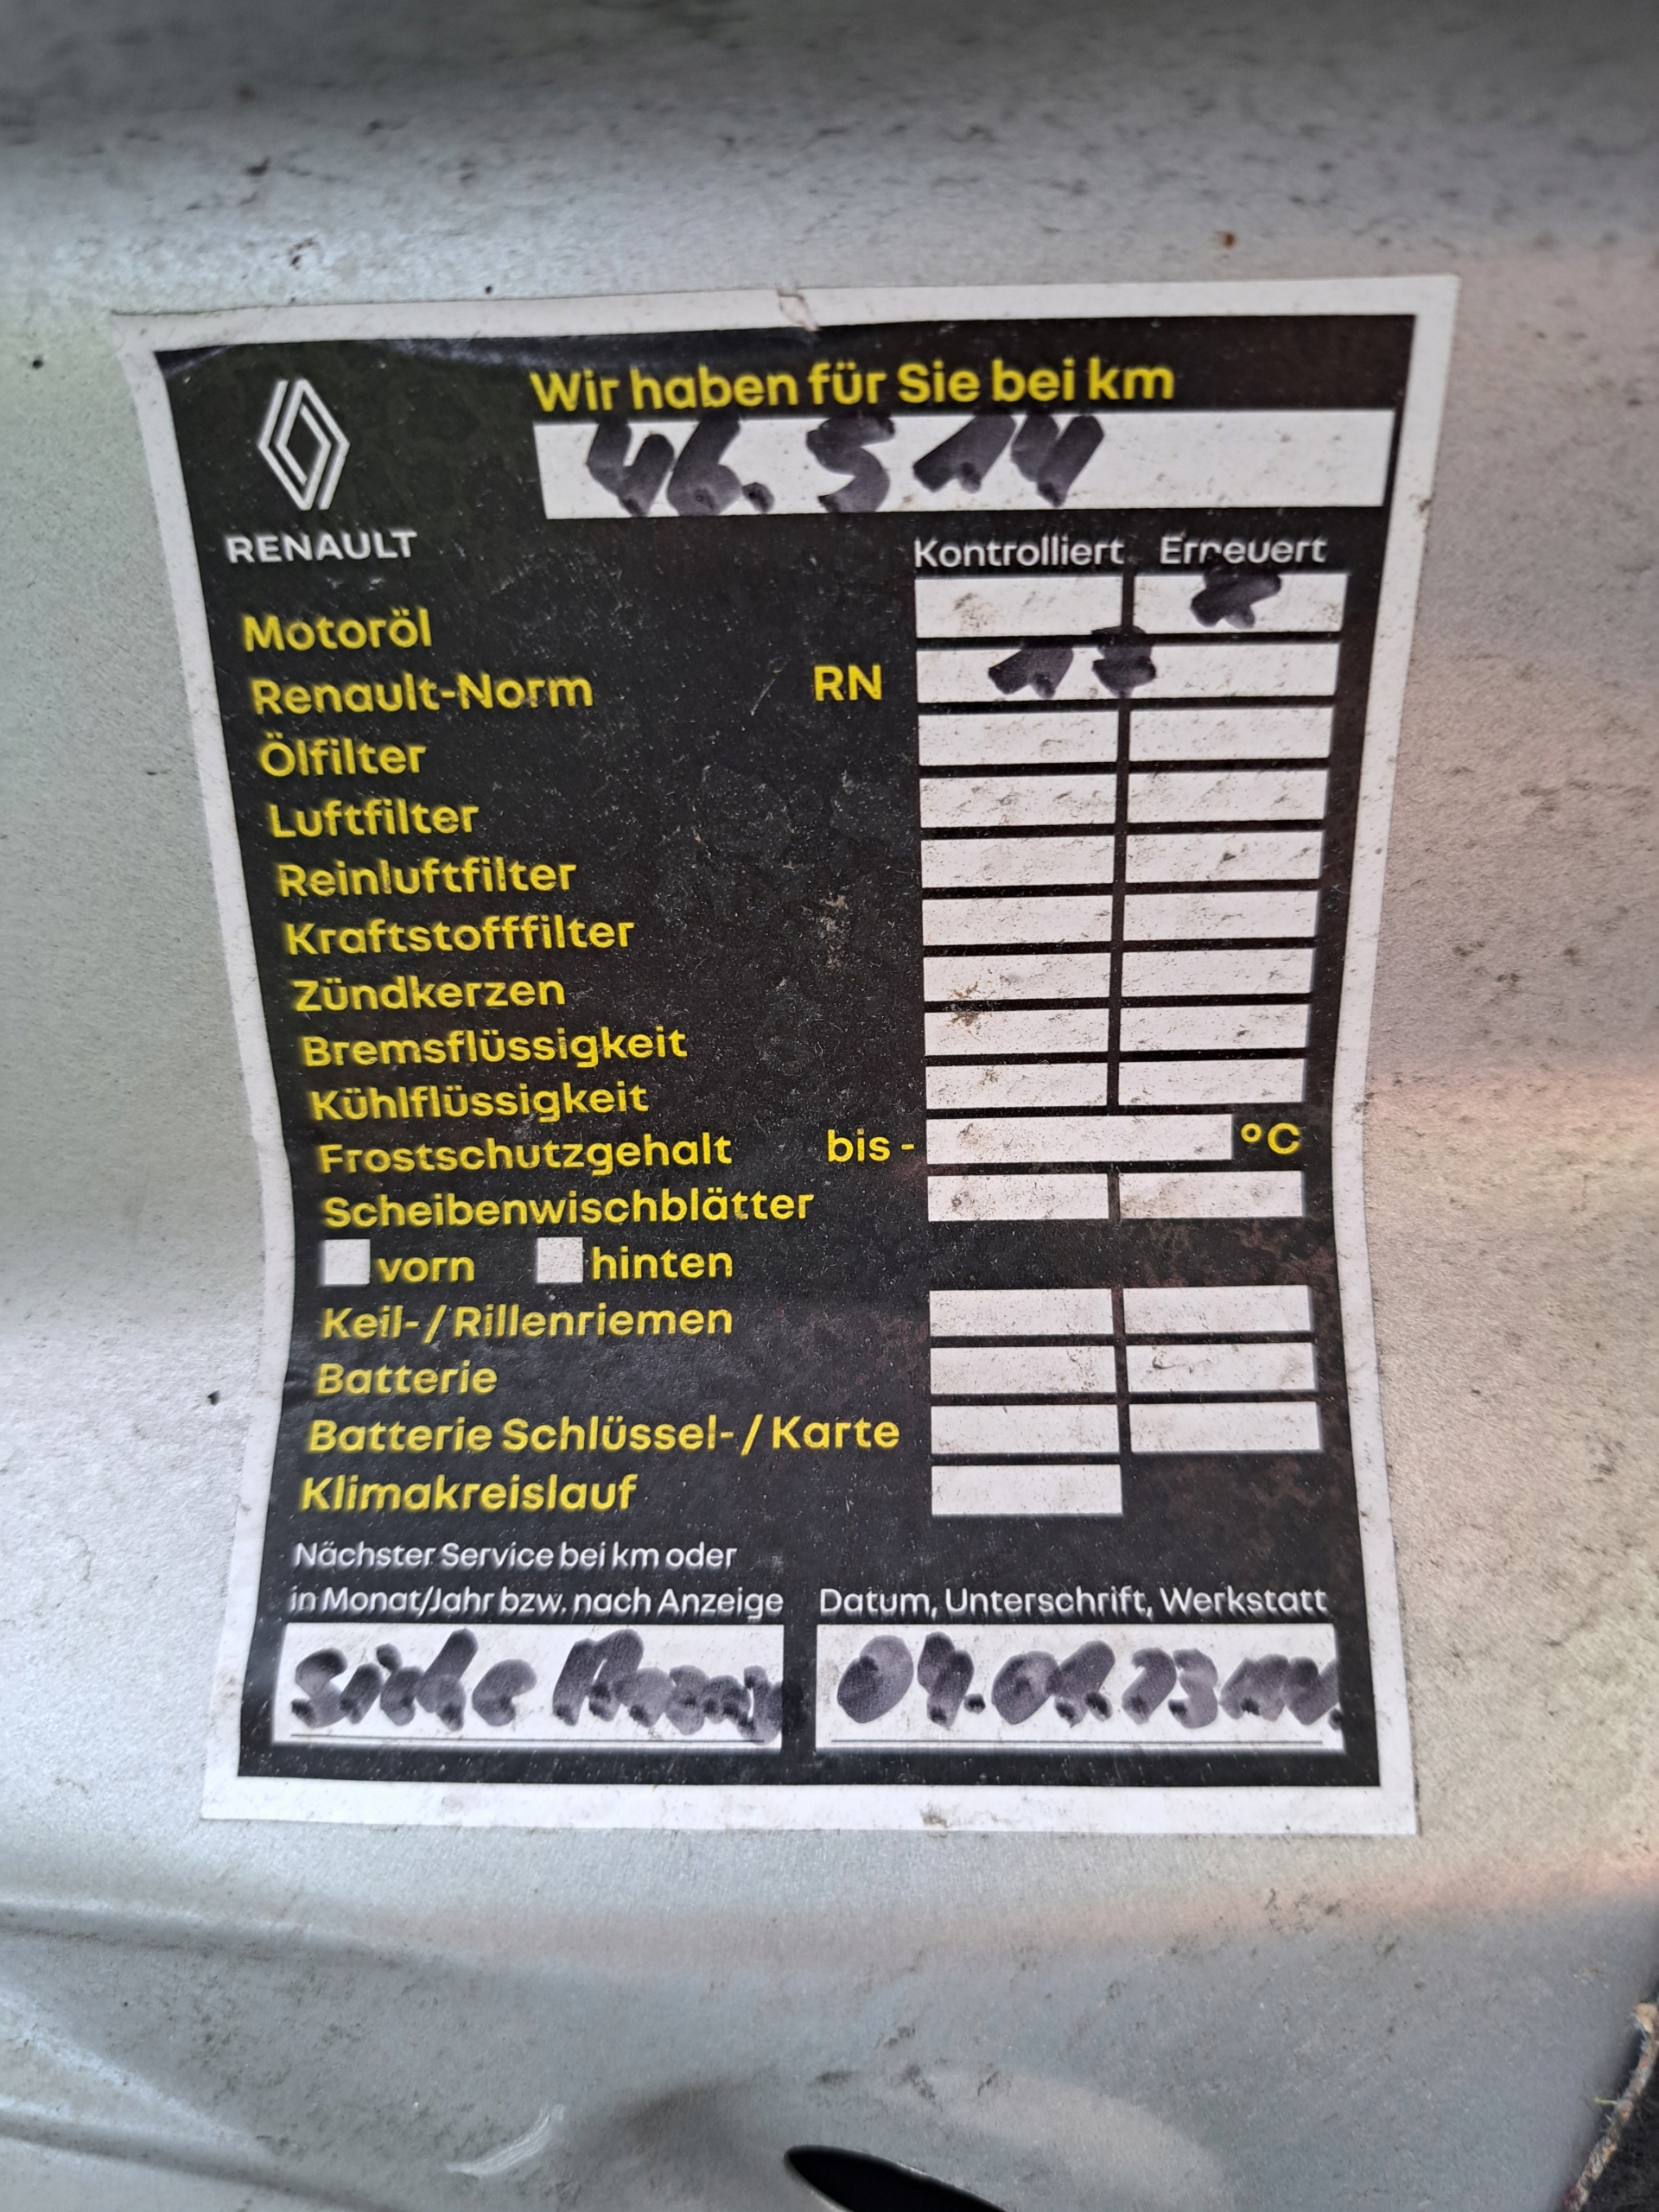 Wir haben für Sie bei km
46.514
RENAULT
Kontrolliert Erneuert
Motoröl x
Renault-Norm RN 17
Ölfilter
Luftfilter
Reinluftfilter
Kraftstofffilter
Zündkerzen
Bremsflüssigkeit
Kühlflüssigkeit
Frostschutzgehalt bis - °C
Scheibenwischblätter
vorn hinten
Keil-/Rillenriemen
Batterie
Batterie Schlüssel-/Karte
Klimakreislauf
Nächster Service bei km oder
in Monat/Jahr bzw. nach Anzeige
Datum, Unterschrift, Werkstatt
siehe